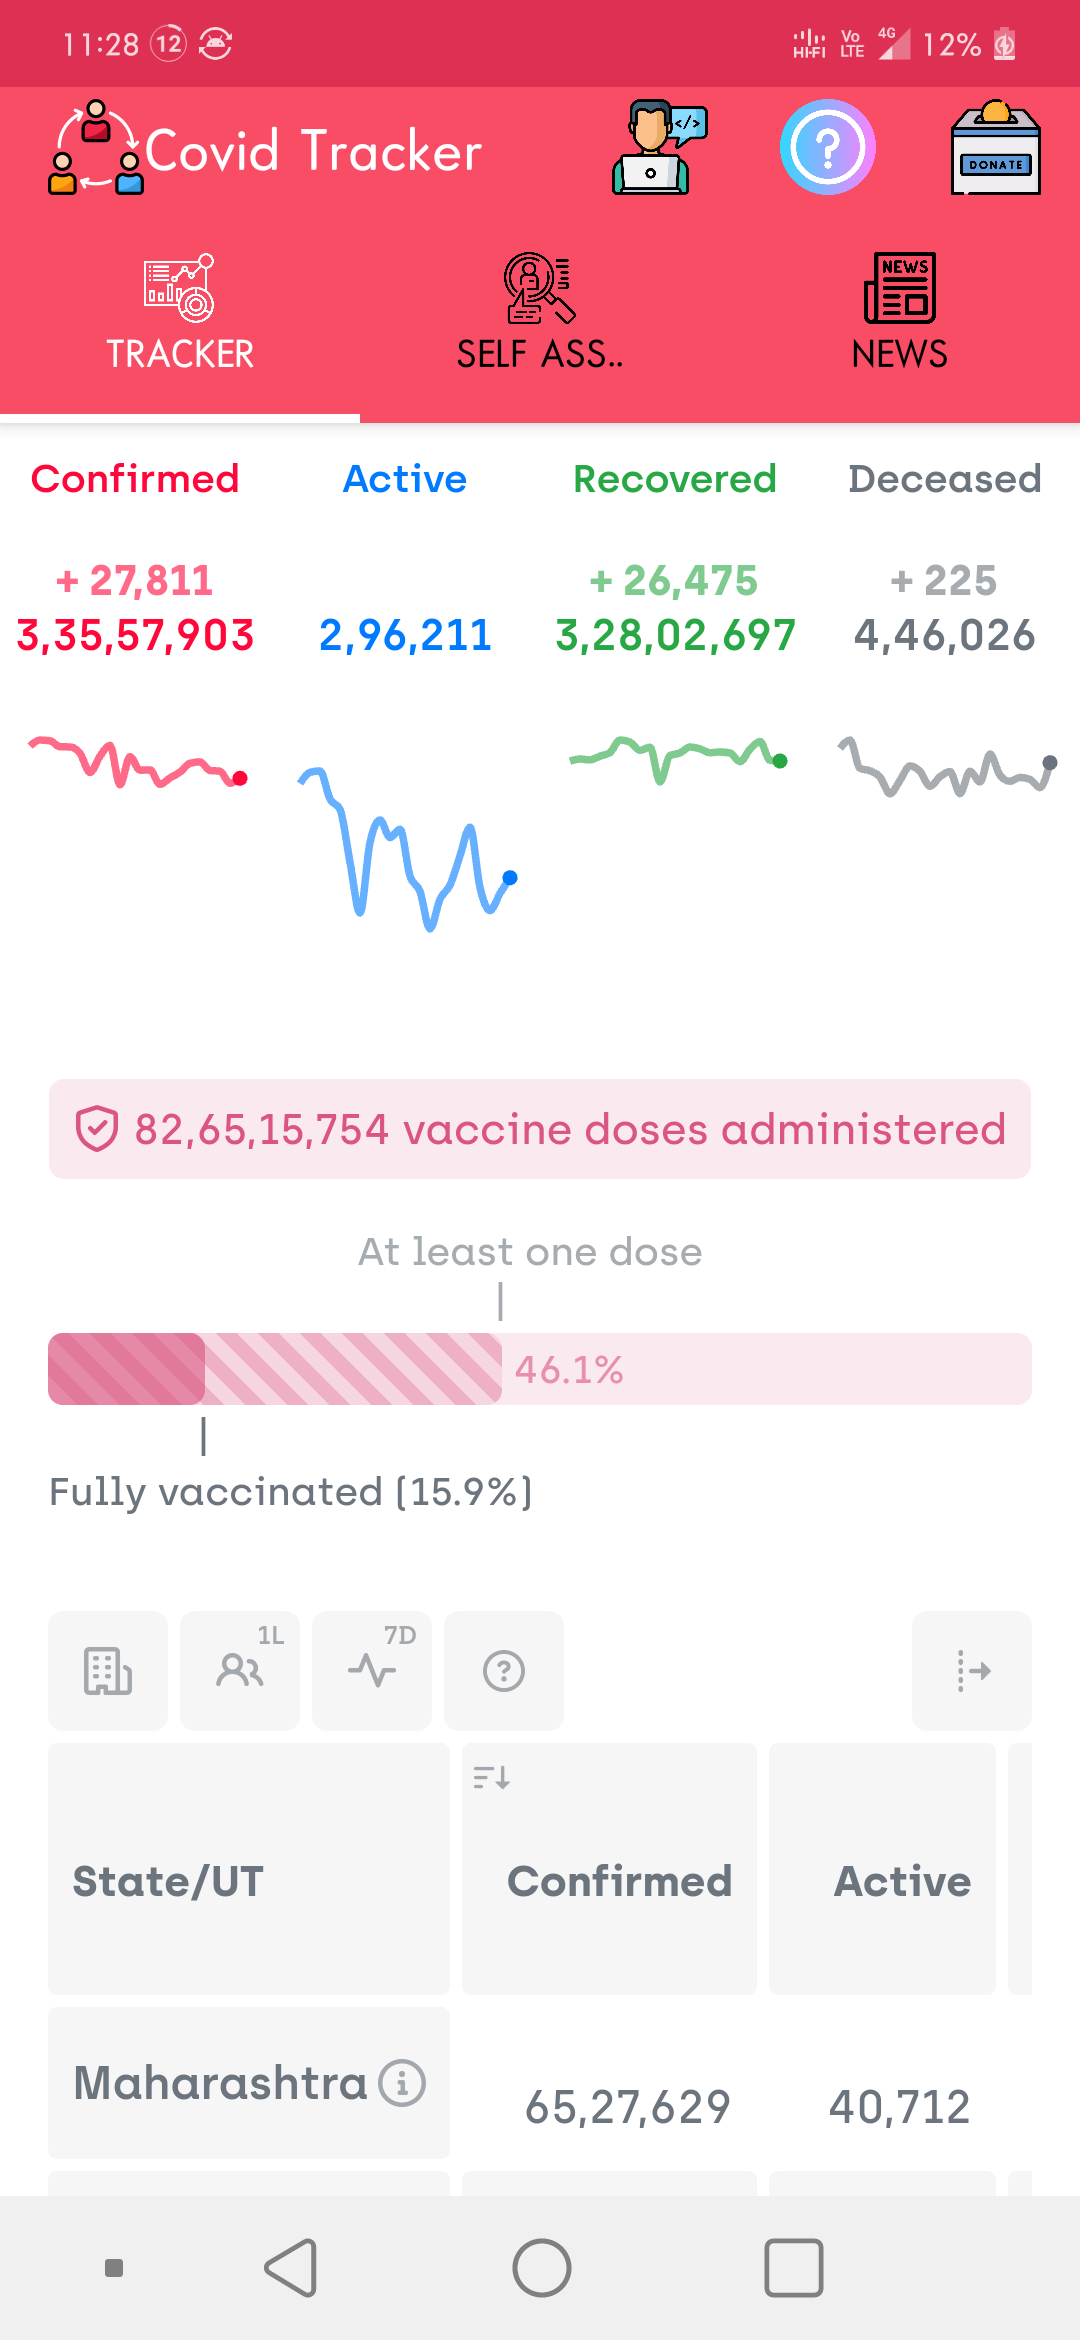 11:28 12 HI-FI Vo LTE 4G 12%
Covid Tracker </> ? DONATE
TRACKER SELF ASS.. NEWS NEWS
Confirmed Active Recovered Deceased
+ 27,811 + 26,475 + 225
3,35,57,903 2,96,211 3,28,02,697 4,46,026
82,65,15,754 vaccine doses administered
At least one dose
46.1%
Fully vaccinated (15.9%)
1L 7D ?
State/UT Confirmed Active
Maharashtra i 65,27,629 40,712